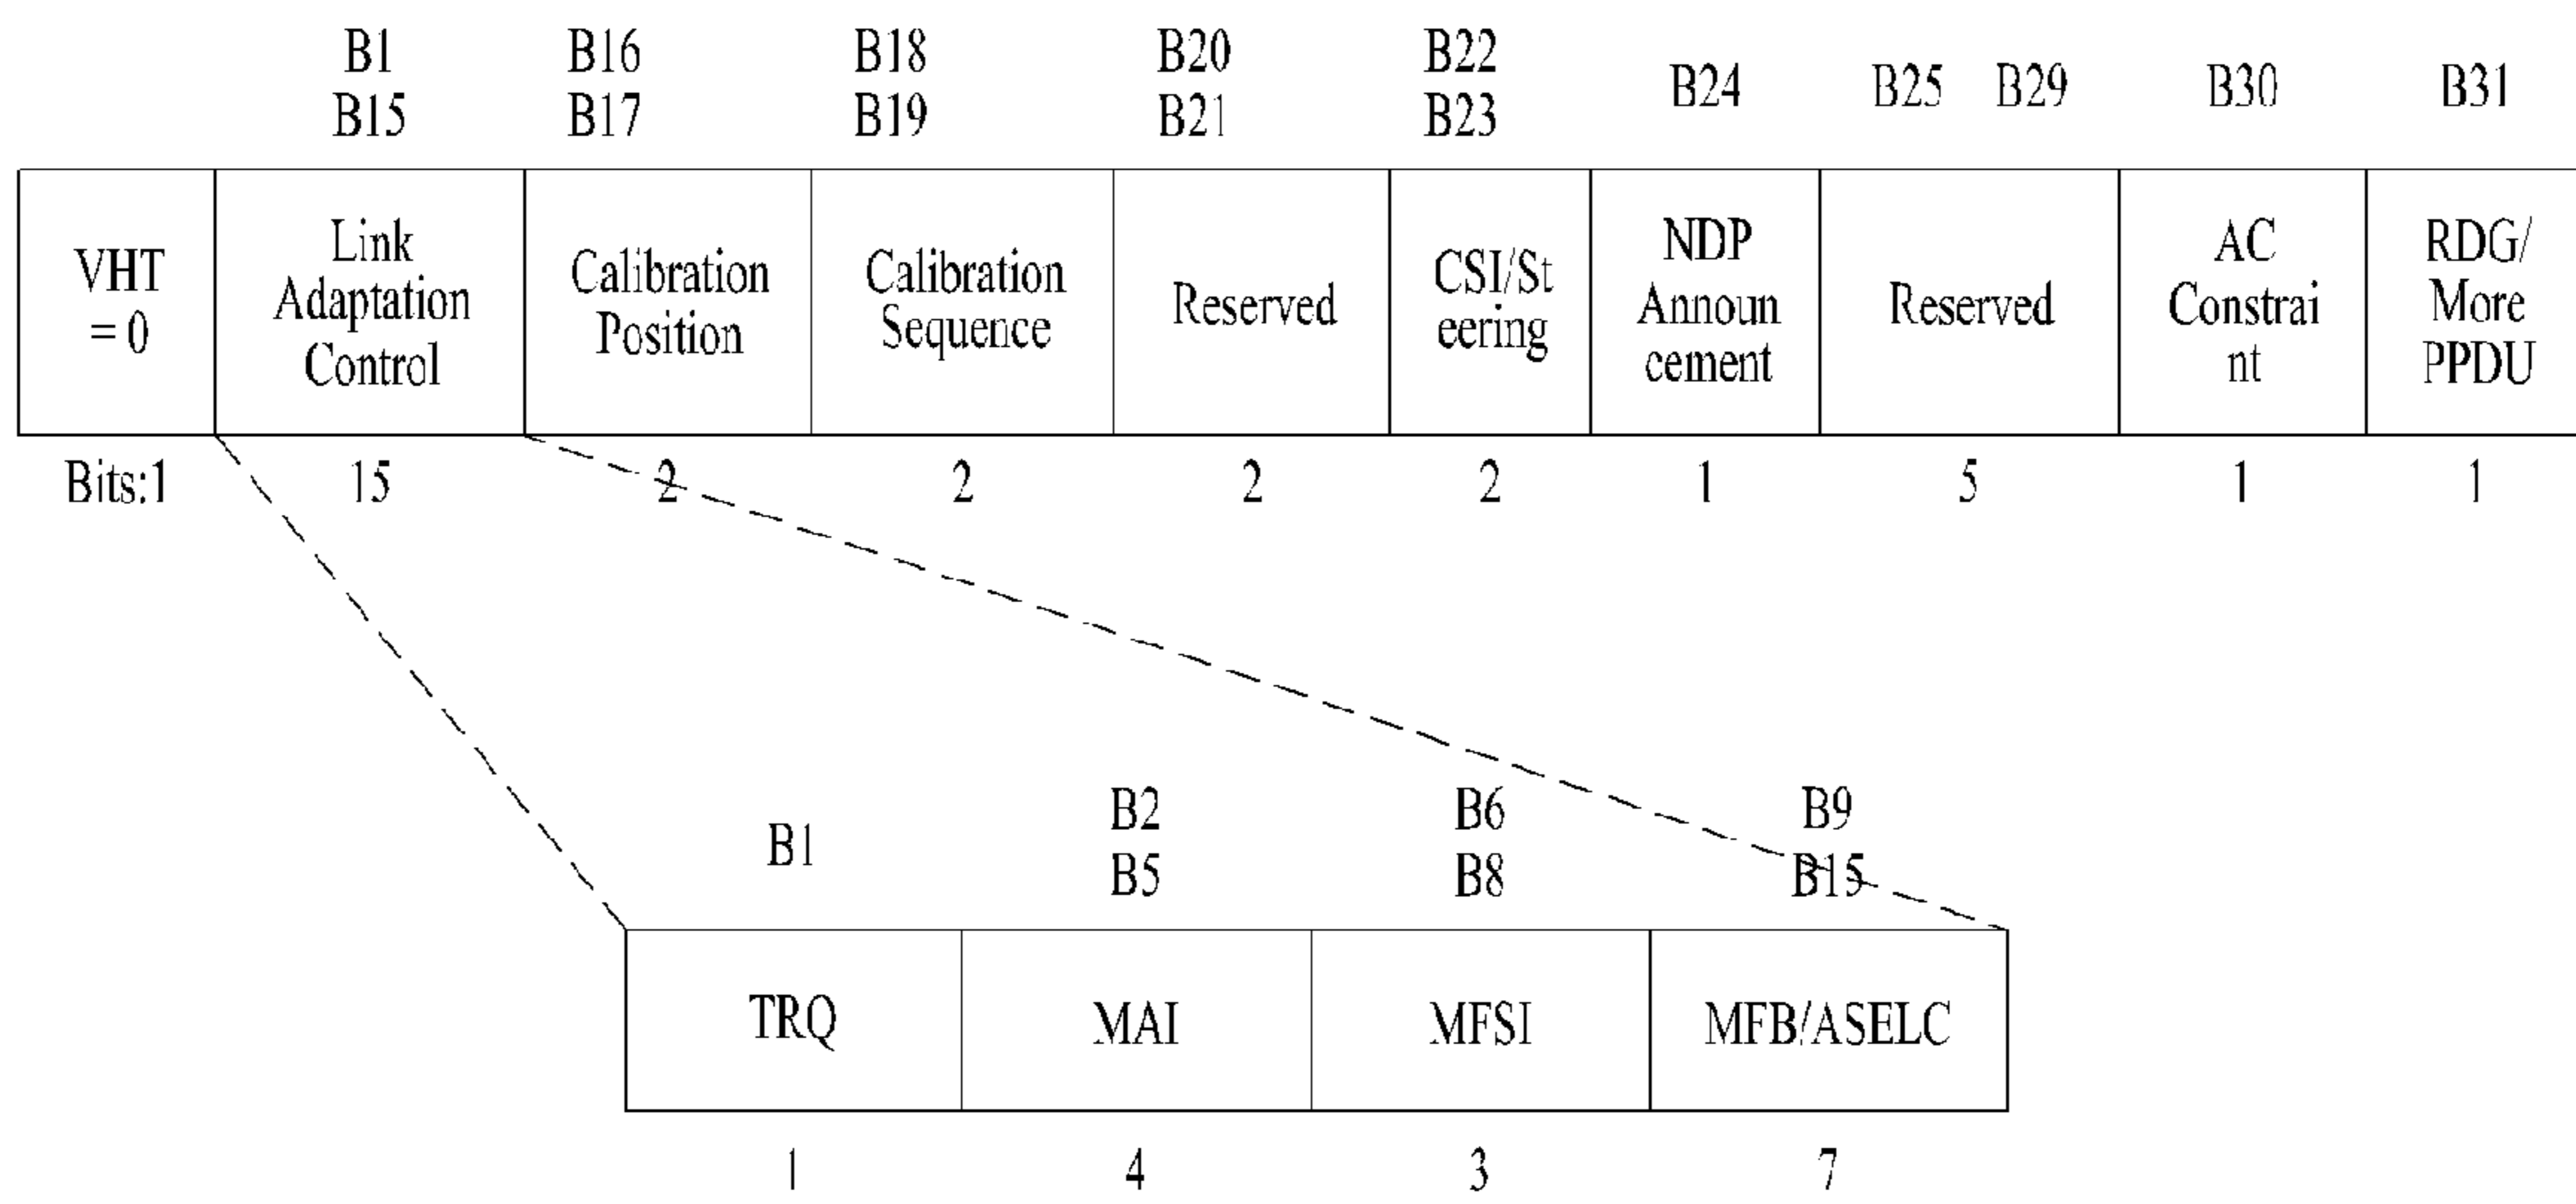 B1 B16 B18 B20 B22
B15 B17 B19 B21 B23
B24 B25 B29 B30 B31
VHT
= 0
Link
Adaptation
Control
Calibration
Position
Calibration
Sequence
Reserved
CSI/St
eering
NDP
Announ
cement
Reserved
AC
Constrai
nt
RDG/
More
PPDU
Bits:1 15 2 2 2 2 1 5 1 1
B1
B2
B5
B6
B8
B9
B15
TRQ MAI MFSI MFB/ASELC
1 4 3 7